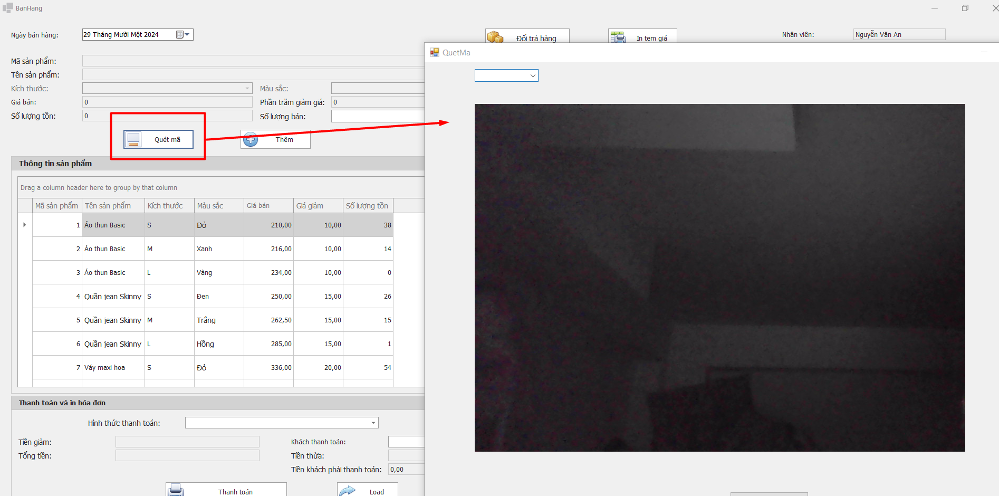 BanHang
Ngày bán hàng:
29 Tháng Mười Một 2024
Đổi trả hàng
In tem giá
Nhân viên:
Nguyễn Văn An
QuetMa
Mã sản phẩm:
Tên sản phẩm:
Kích thước:
Màu sắc:
Giá bán:
0
Phần trăm giảm giá:
0
Số lượng tồn:
0
Số lượng bán:
Quét mã
Thêm
Thông tin sản phẩm
Drag a column header here to group by that column
Mã sản phẩm Tên sản phẩm Kích thước Màu sắc Giá bán Giá giảm Số lượng tồn
1 Áo thun Basic S Đỏ 210,00 10,00 38
2 Áo thun Basic M Xanh 216,00 10,00 14
3 Áo thun Basic L Vàng 234,00 10,00 0
4 Quần jean Skinny S Đen 250,00 15,00 26
5 Quần jean Skinny M Trắng 262,50 15,00 15
6 Quần jean Skinny L Hồng 285,00 15,00 1
7 Váy maxi hoa S Đỏ 336,00 20,00 54
Thanh toán và in hóa đơn
Hình thức thanh toán:
Tiền giảm:
Khách thanh toán:
Tổng tiền:
Tiền thừa:
Tiền khách phải thanh toán:
0,00
Thanh toán
Load